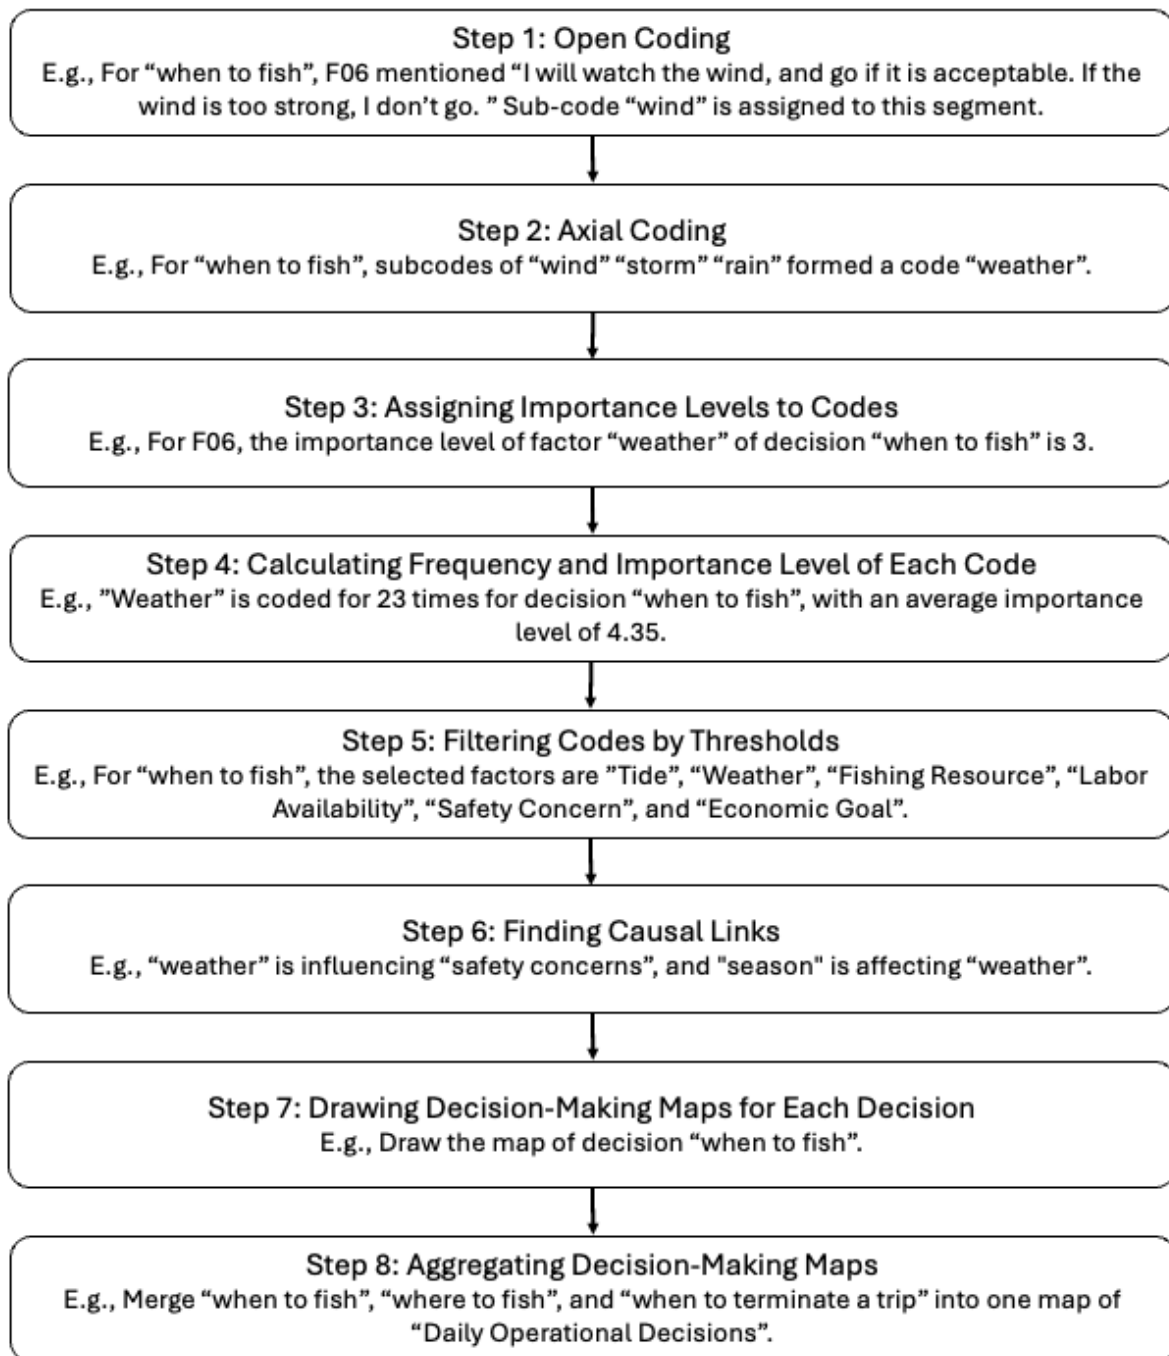 Step 1: Open Coding
E.g., For “when to fish”, F06 mentioned “I will watch the wind, and go if it is acceptable. If the
wind is too strong, I don’t go. ” Sub-code “wind” is assigned to this segment.
Step 2: Axial Coding
E.g., For “when to fish”, subcodes of “wind” “storm” “rain” formed a code “weather”.
Step 3: Assigning Importance Levels to Codes
E.g., For F06, the importance level of factor “weather” of decision “when to fish” is 3.
Step 4: Calculating Frequency and Importance Level of Each Code
E.g., ”Weather” is coded for 23 times for decision “when to fish”, with an average importance
level of 4.35.
Step 5: Filtering Codes by Thresholds
E.g., For “when to fish”, the selected factors are ”Tide”, “Weather”, “Fishing Resource”, “Labor
Availability”, “Safety Concern”, and “Economic Goal”.
Step 6: Finding Causal Links
E.g., “weather” is influencing “safety concerns”, and "season" is affecting “weather”.
Step 7: Drawing Decision-Making Maps for Each Decision
E.g., Draw the map of decision “when to fish”.
Step 8: Aggregating Decision-Making Maps
E.g., Merge “when to fish”, “where to fish”, and “when to terminate a trip” into one map of
“Daily Operational Decisions”.